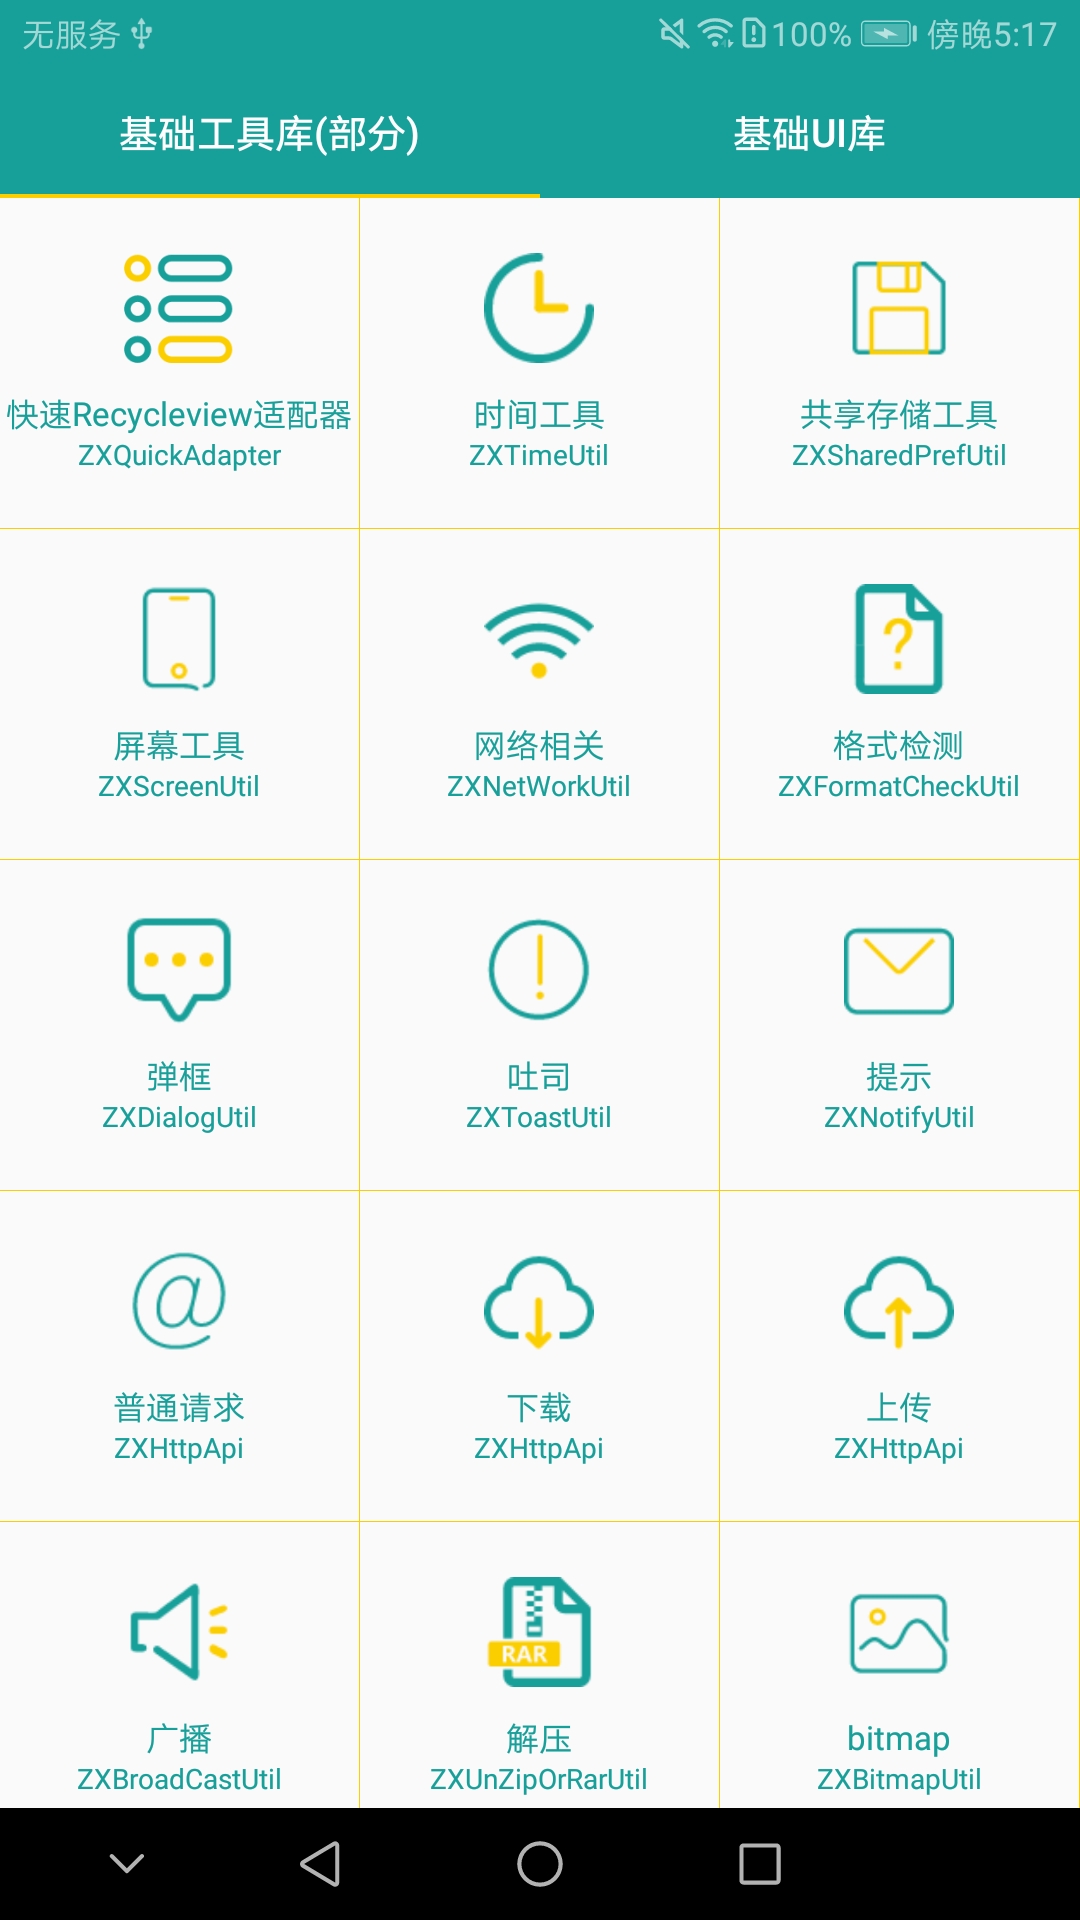 无服务 100% 傍晚5:17
基础工具库(部分) 基础UI库
快速Recycleview适配器 时间工具 共享存储工具
ZXQuickAdapter ZXTimeUtil ZXSharedPrefUtil
屏幕工具 网络相关 格式检测
ZXScreenUtil ZXNetWorkUtil ZXFormatCheckUtil
弹框 吐司 提示
ZXDialogUtil ZXToastUtil ZXNotifyUtil
@
普通请求 下载 上传
ZXHttpApi ZXHttpApi ZXHttpApi
RAR
广播 解压 bitmap
ZXBroadCastUtil ZXUnZipOrRarUtil ZXBitmapUtil